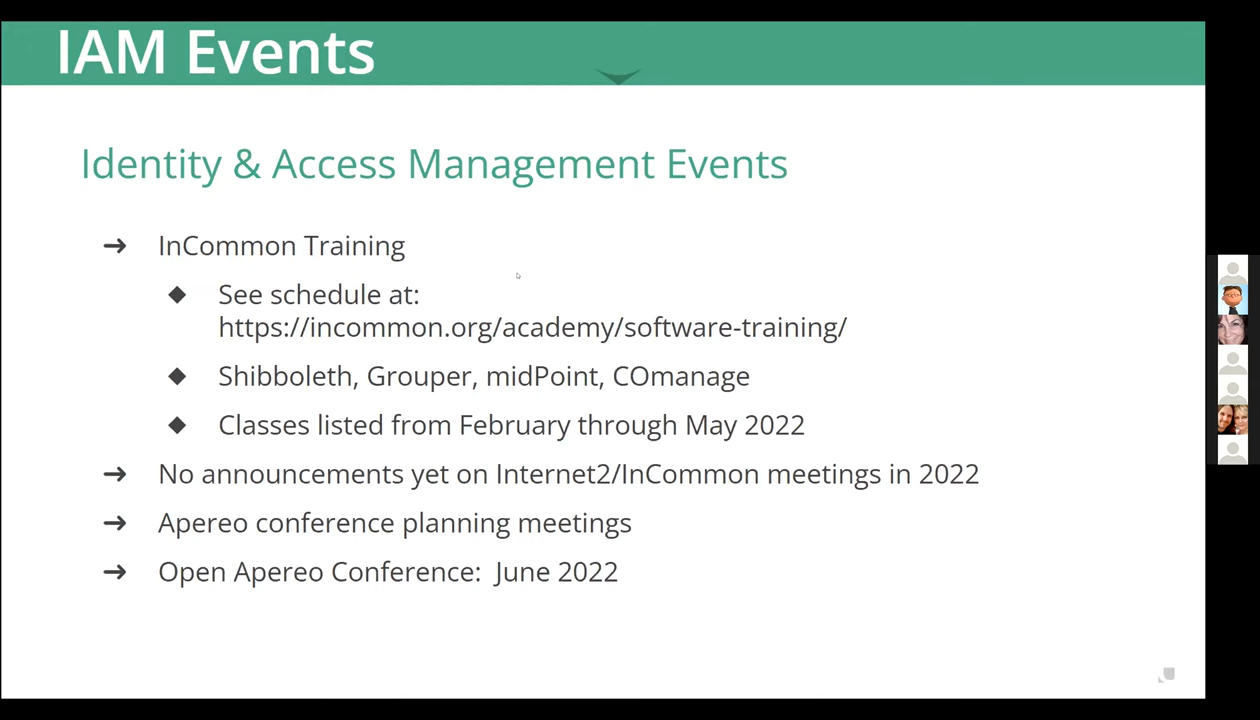 IAM Events
Identity & Access Management Events
InCommon Training
See schedule at:
https://incommon.org/academy/software-training/
Shibboleth, Grouper, midPoint, COmanage
Classes listed from February through May 2022
No announcements yet on Internet2/InCommon meetings in 2022
Apereo conference planning meetings
Open Apereo Conference: June 2022